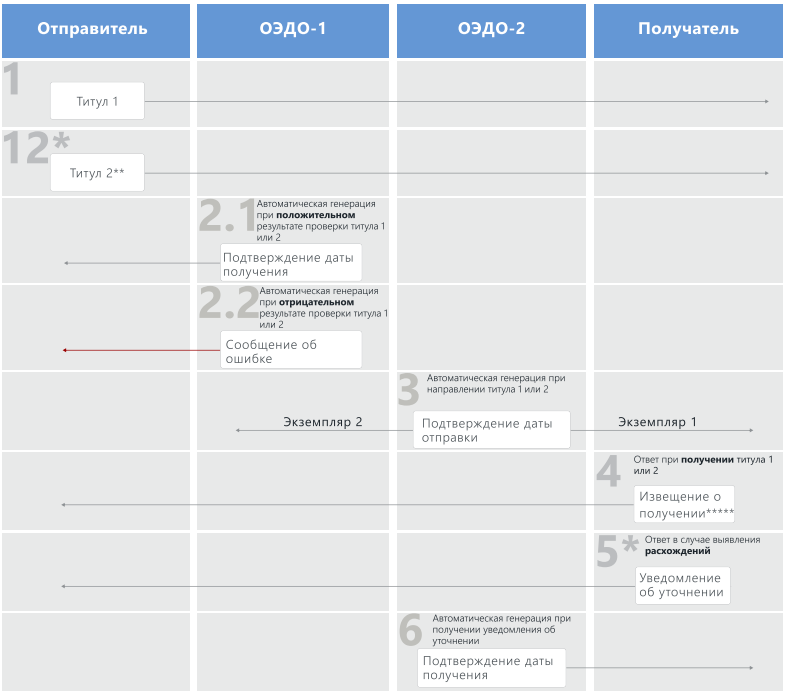 Отправитель
ОЭДО-1
ОЭДО-2
Получатель
1
Титул 1
12*
Титул 2**
2.1
Автоматическая генерация
при положительном
результате проверки титула 1
или 2
Подтверждение даты
получения
2.2
Автоматическая генерация
при отрицательном
результате проверки титула 1
или 2
Сообщение об
ошибке
3
Автоматическая генерация при
направлении титула 1 или 2
Экземпляр 2
Подтверждение даты
отправки
Экземпляр 1
4
Ответ при получении титула 1
или 2
Извещение о
получении*****
5*
Ответ в случае выявления
расхождений
Уведомление
об уточнении
6
Автоматическая генерация при
получении уведомления об
уточнении
Подтверждение даты
получения